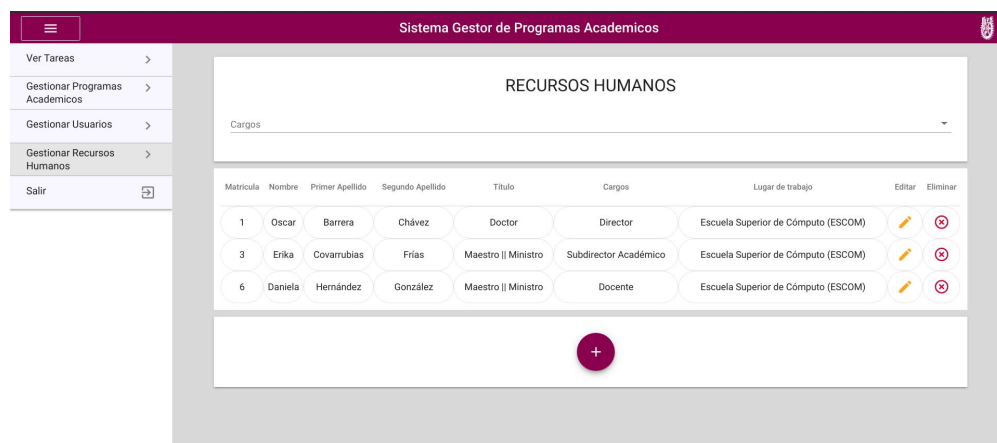 Sistema Gestor de Programas Academicos
Ver Tareas
Gestionar Programas
Academicos
Gestionar Usuarios
Gestionar Recursos
Humanos
Salir
RECURSOS HUMANOS
Cargos
Matricula Nombre Primer Apellido Segundo Apellido Título Cargos Lugar de trabajo Editar Eliminar
1 Oscar Barrera Chávez Doctor Director Escuela Superior de Cómputo (ESCOM)
3 Erika Covarrubias Frías Maestro || Ministro Subdirector Académico Escuela Superior de Cómputo (ESCOM)
6 Daniela Hernández González Maestro || Ministro Docente Escuela Superior de Cómputo (ESCOM)